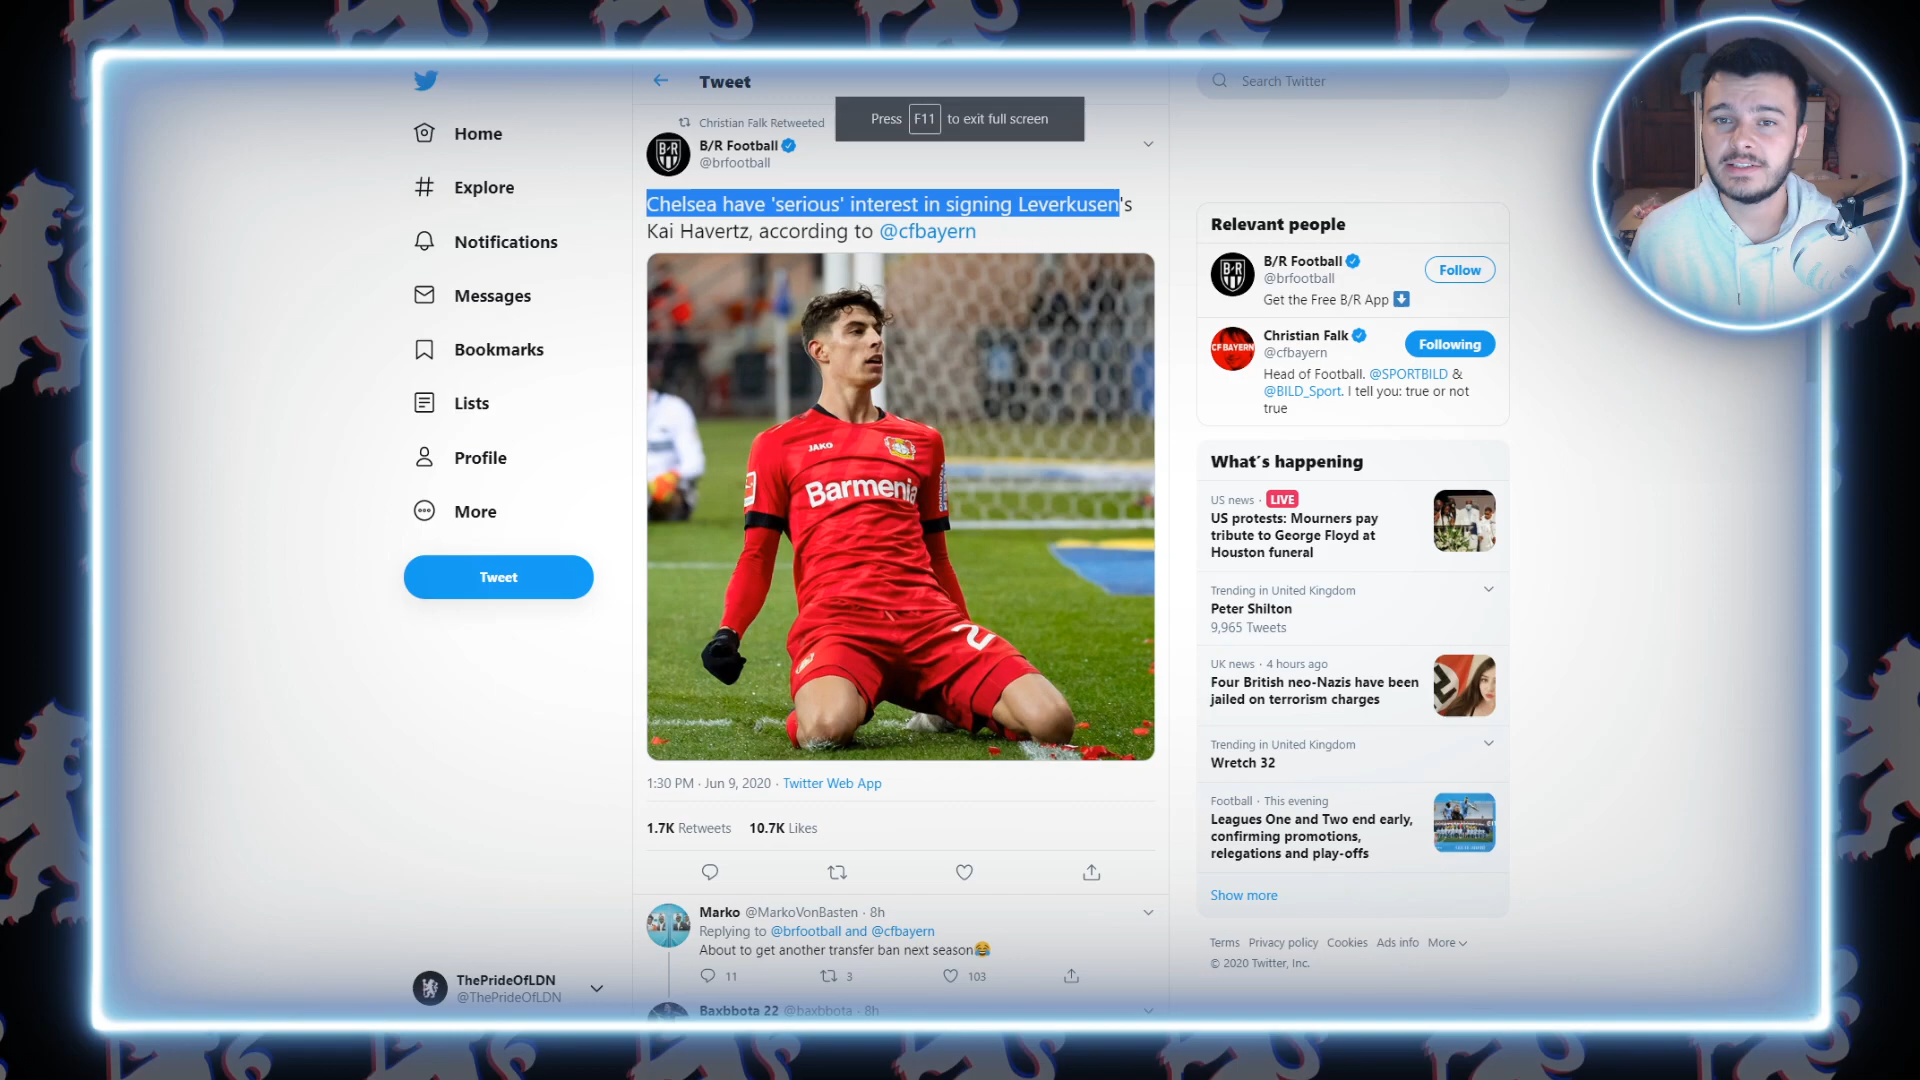 Home
Explore
Notifications
Messages
Bookmarks
Lists
Profile
More
Tweet
ThePrideOfLDN
@ThePrideOfLDN
Tweet
Press F11 to exit full screen
Christian Falk Retweeted
B/R Football
@brfootball
Chelsea have 'serious' interest in signing Leverkusen's
Kai Havertz, according to @cfbayern
JAKO
Barmenia
2
1:30 PM · Jun 9, 2020 · Twitter Web App
1.7K Retweets 10.7K Likes
Marko @MarkoVonBasten · 8h
Replying to @brfootball and @cfbayern
About to get another transfer ban next season😂
11 3 103
Baxbbota 22 @baxbbota · 8h
Search Twitter
Relevant people
B/R Football
@brfootball
Follow
Get the Free B/R App ⬇
CF BAYERN
Christian Falk
@cfbayern
Following
Head of Football. @SPORTBILD &
@BILD_Sport. I tell you: true or not
true
What's happening
US news · LIVE
US protests: Mourners pay
tribute to George Floyd at
Houston funeral
Trending in United Kingdom
Peter Shilton
9,965 Tweets
UK news · 4 hours ago
Four British neo-Nazis have been
jailed on terrorism charges
Trending in United Kingdom
Wretch 32
Football · This evening
Leagues One and Two end early,
confirming promotions,
relegations and play-offs
Show more
Terms Privacy policy Cookies Ads info More
© 2020 Twitter, Inc.